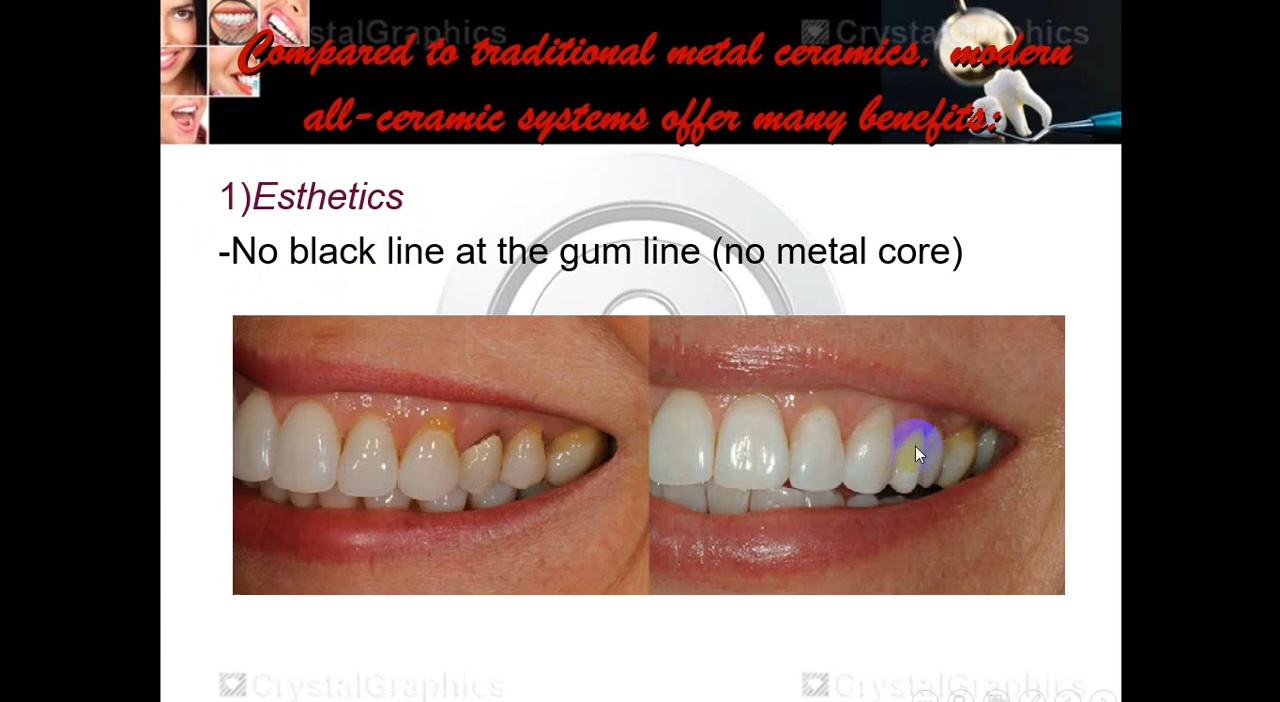 CrystalGraphics CrystalGraphics
Compared to traditional metal ceramics, modern
all-ceramic systems offer many benefits:
1)Esthetics
-No black line at the gum line (no metal core)
CrystalGraphics CrystalGraphics